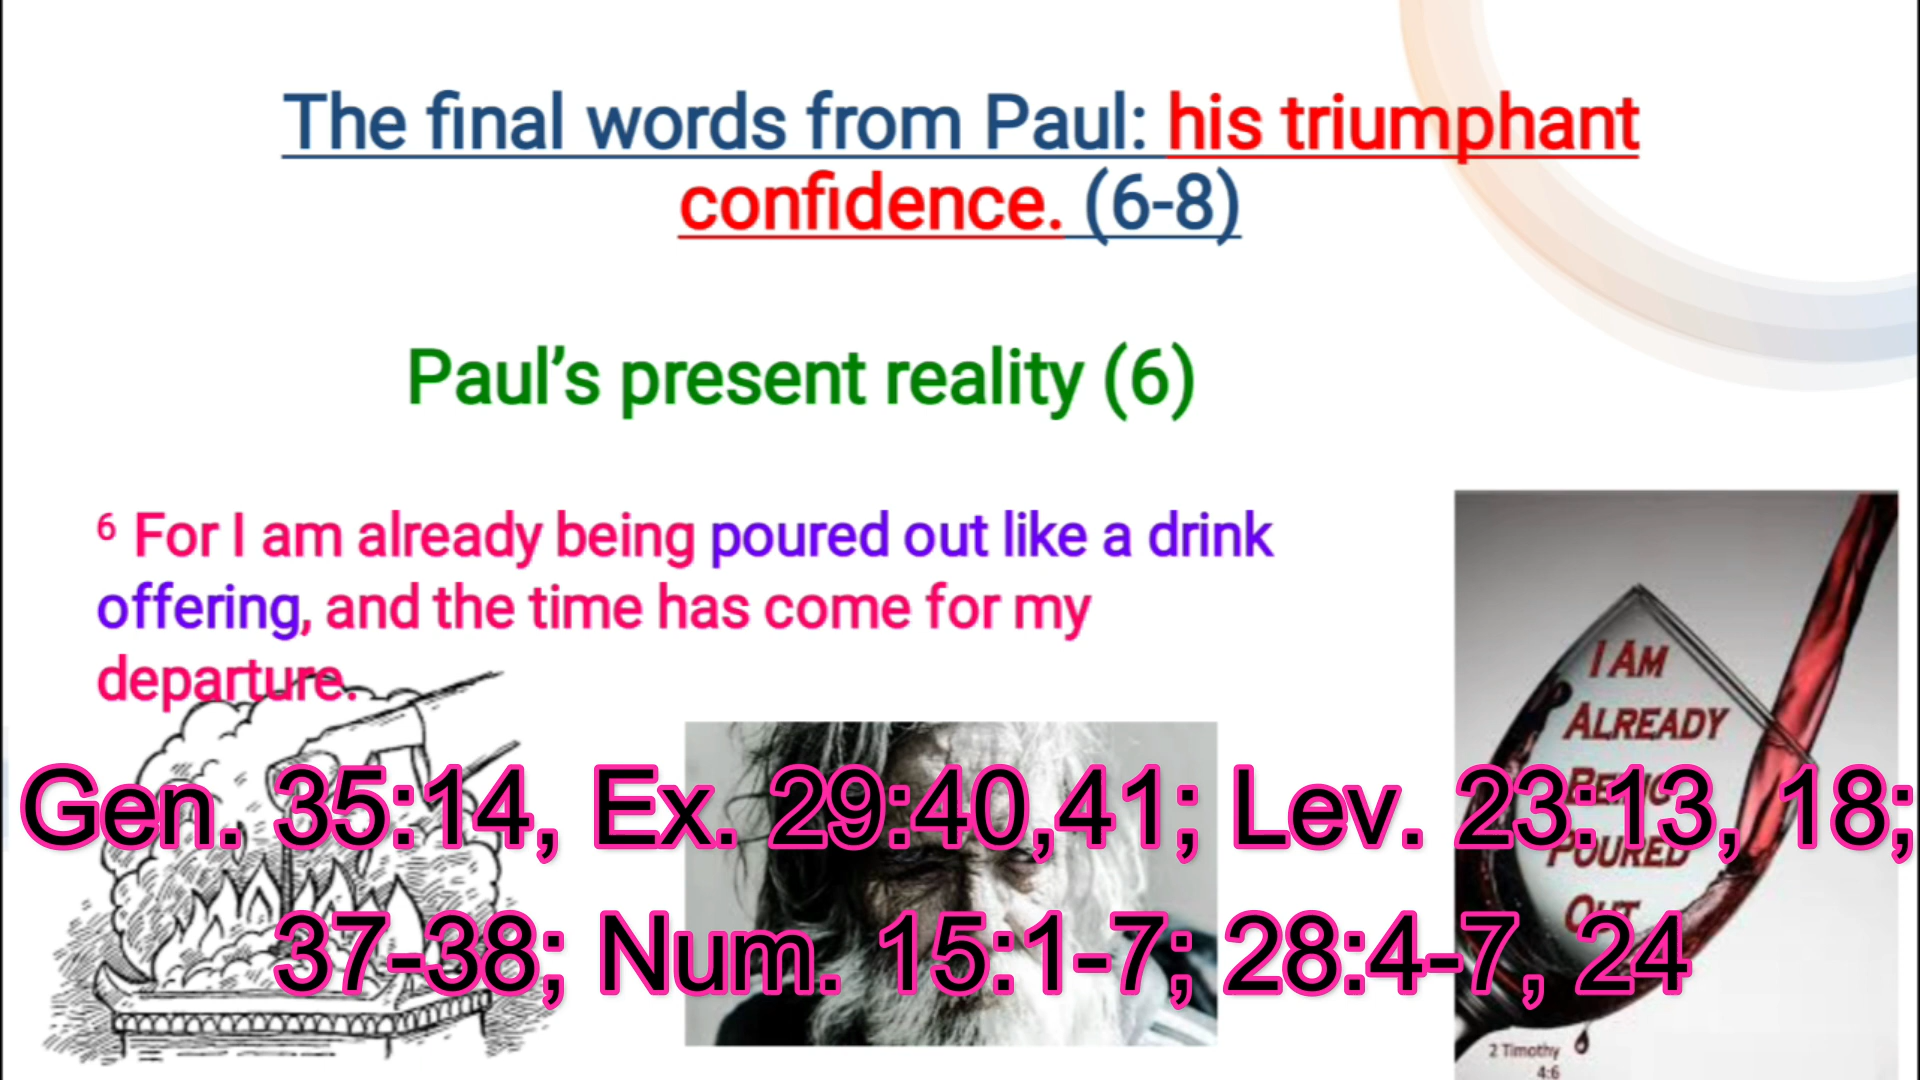 The final words from Paul: his triumphant
confidence. (6-8)
Paul’s present reality (6)
6 For I am already being poured out like a drink
offering, and the time has come for my
departure.
I AM
ALREADY
BEING
POURED
OUT
Gen. 35:14, Ex. 29:40,41; Lev. 23:13, 18;
37-38; Num. 15:1-7; 28:4-7, 24
2 Timothy
4:6